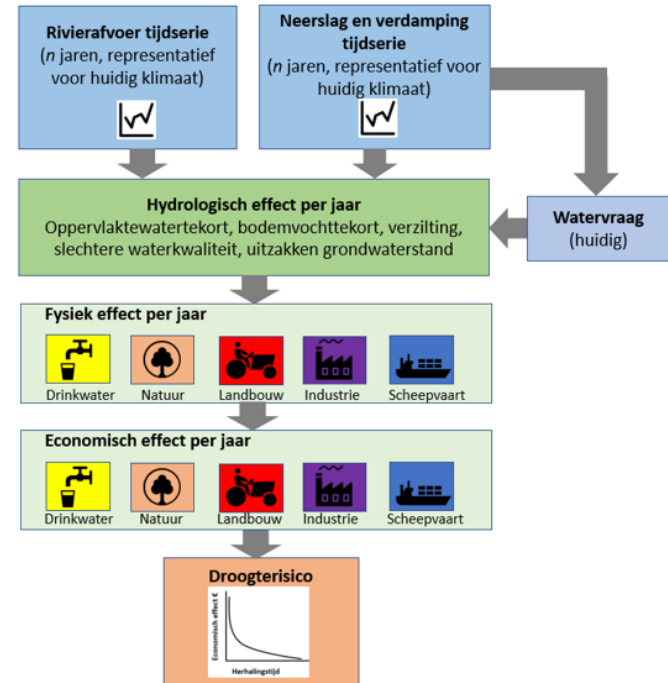 Rivierafvoer tijdserie
(n jaren, representatief
voor huidig klimaat)
Neerslag en verdamping
tijdserie
(n jaren, representatief voor
huidig klimaat)
Hydrologisch effect per jaar
Oppervlaktewatertekort, bodemvochttekort, verzilting,
slechtere waterkwaliteit, uitzakken grondwaterstand
Watervraag
(huidig)
Fysiek effect per jaar
Drinkwater
Natuur
Landbouw
Industrie
Scheepvaart
Economisch effect per jaar
Drinkwater
Natuur
Landbouw
Industrie
Scheepvaart
Droogterisico
Economisch effect €
Herhalingstijd